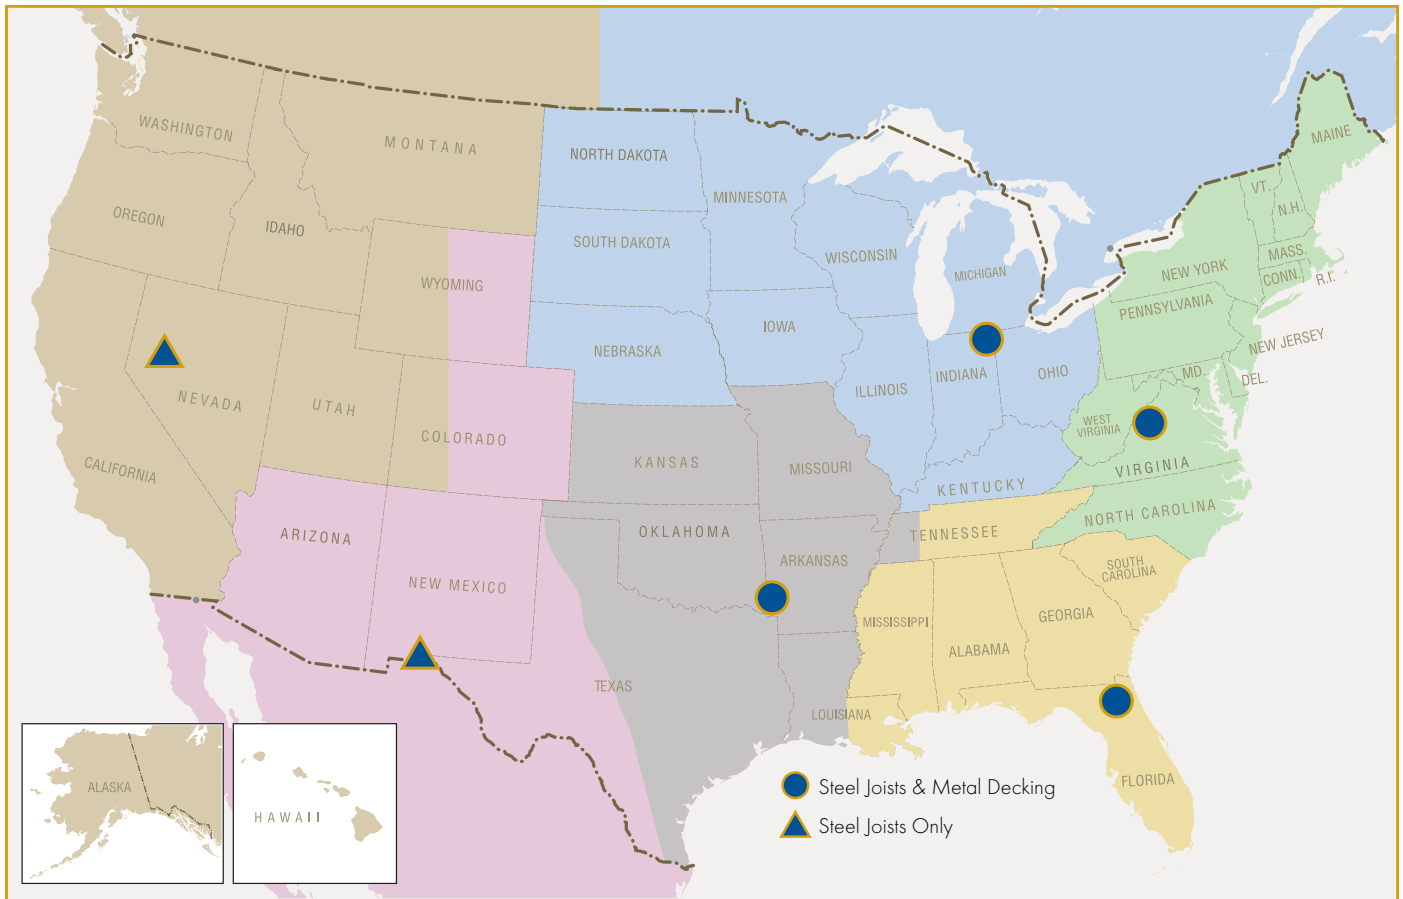 WASHINGTON
MONTANA
NORTH DAKOTA
MINNESOTA
MAINE
VT.
N.H.
OREGON
IDAHO
SOUTH DAKOTA
WISCONSIN
MICHIGAN
NEW YORK
MASS.
CONN.
R.I.
WYOMING
IOWA
PENNSYLVANIA
NEW JERSEY
NEBRASKA
NEVADA
UTAH
COLORADO
ILLINOIS
INDIANA
OHIO
MD.
DEL.
WEST
VIRGINIA
CALIFORNIA
KANSAS
MISSOURI
KENTUCKY
VIRGINIA
NORTH CAROLINA
ARIZONA
NEW MEXICO
OKLAHOMA
ARKANSAS
TENNESSEE
SOUTH
CAROLINA
MISSISSIPPI
ALABAMA
GEORGIA
TEXAS
LOUISIANA
FLORIDA
ALASKA
HAWAII
Steel Joists & Metal Decking
Steel Joists Only